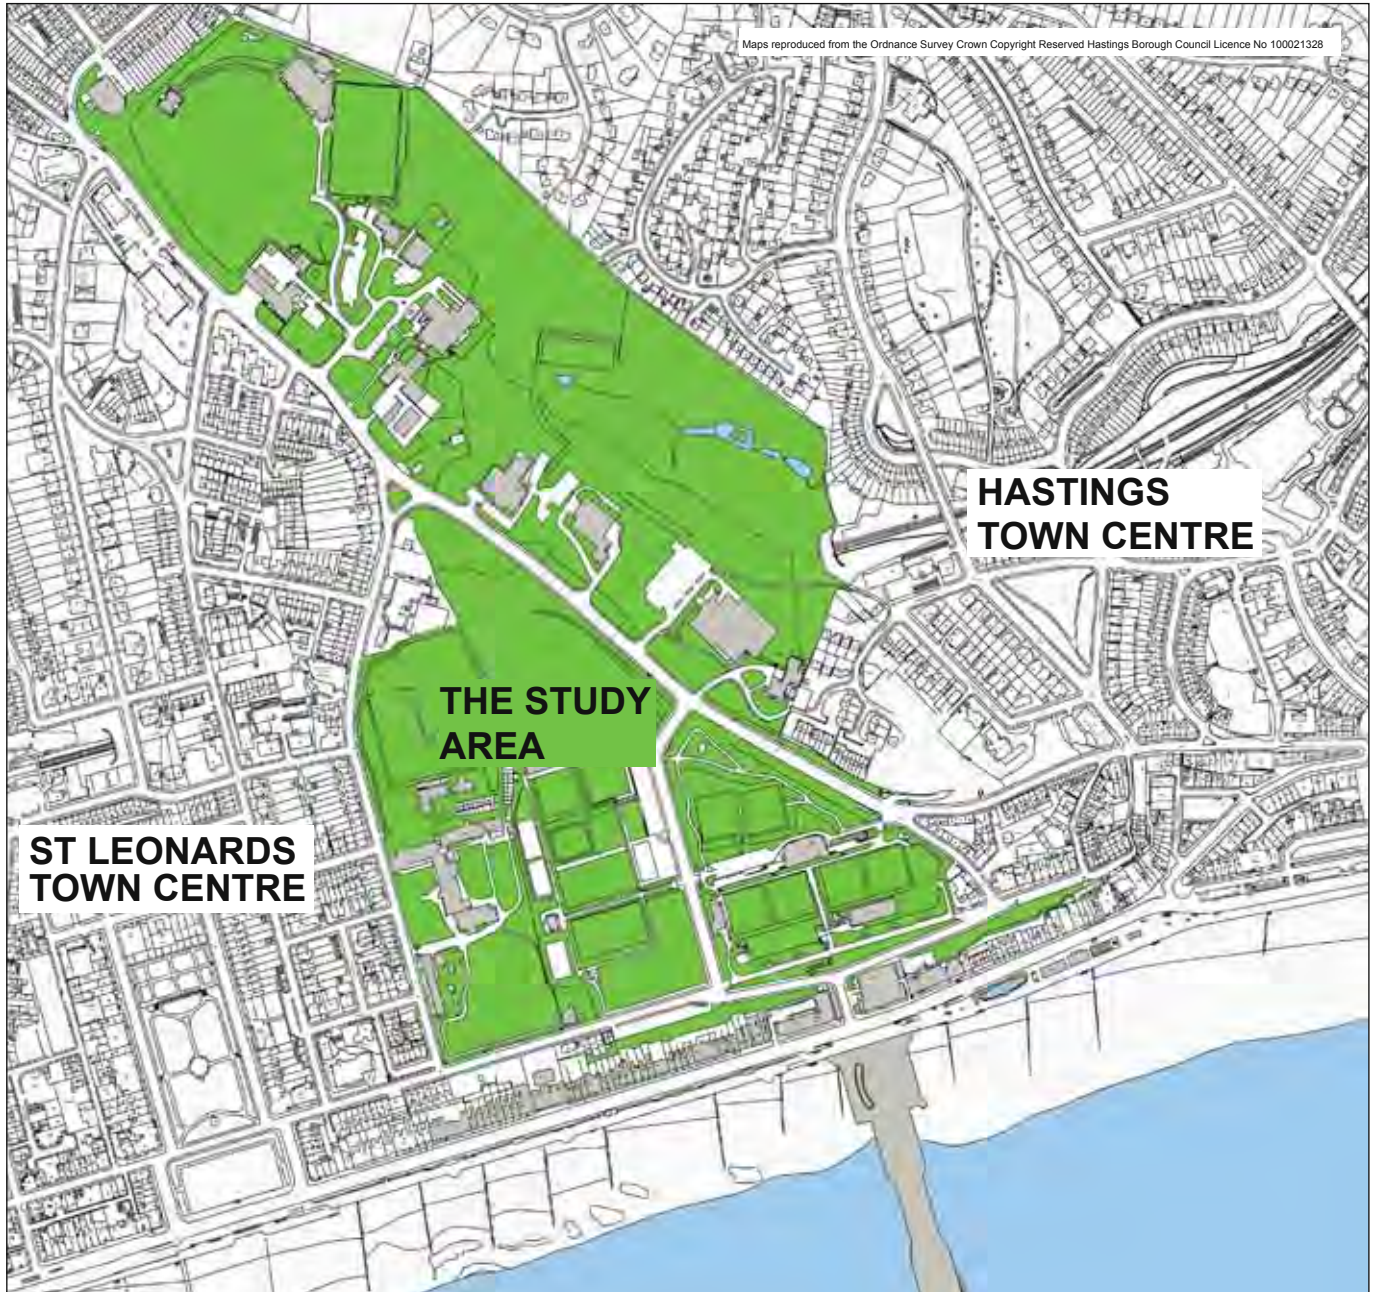 Maps reproduced from the Ordnance Survey Crown Copyright Reserved Hastings Borough Council Licence No 100021328
HASTINGS
TOWN CENTRE
THE STUDY
AREA
ST LEONARDS
TOWN CENTRE